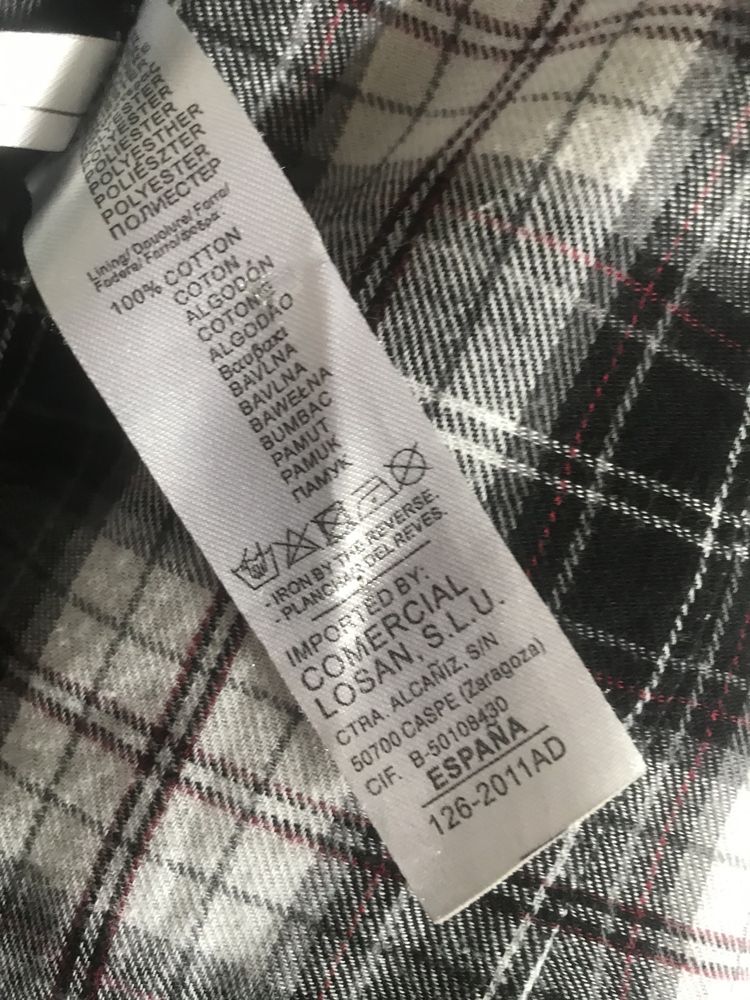 POLIESTER
POLYESTHER
POLIÉSZTER
POLYESTER
ПОЛИЕСТЕР
Lining/ Doublure/ Forro/
Fodera/ Forro/
100% COTTON
COTON
ALGODÓN
COTONE
ALGODÃO
Βαμβακι
BAVLNA
BAVLNA
BAWEŁNA
BUMBAC
PAMUT
PAMUK
ПАМУК
- IRON BY THE REVERSE.
- PLANCHAR DEL REVES.
IMPORTED BY:
COMERCIAL
LOSAN, S.L.U.
CTRA. ALCAÑIZ, S/N
50700 CASPE (Zaragoza)
CIF. B-50108430
ESPAÑA
126-2011AD